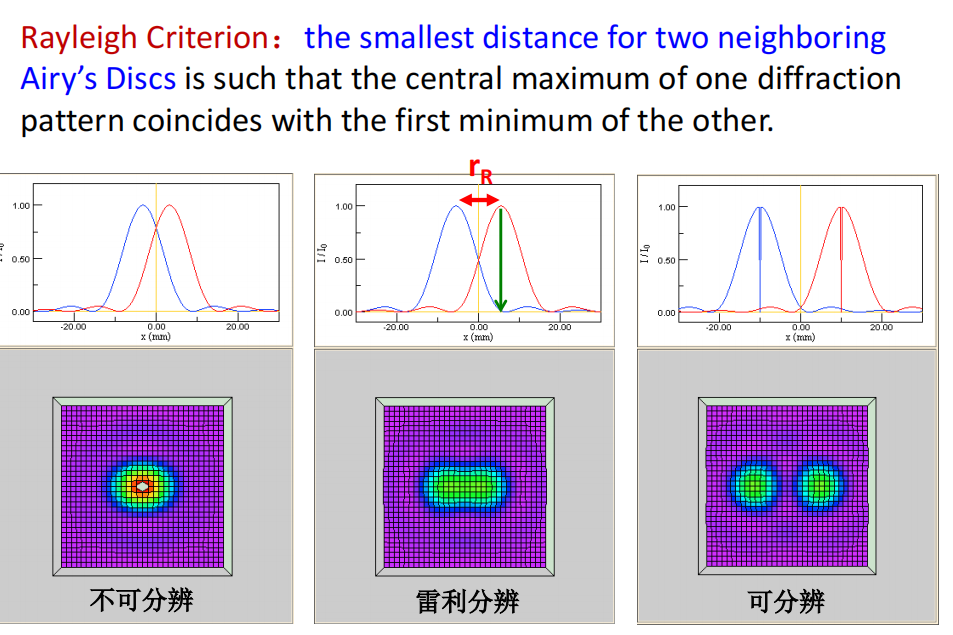 Rayleigh Criterion：the smallest distance for two neighboring
Airy's Discs is such that the central maximum of one diffraction
pattern coincides with the first minimum of the other.
rR
1.00
0.50
0.00
I / I0
-20.00 0.00 20.00
x (mm)
1.00
0.50
0.00
I / I0
-20.00 0.00 20.00
x (mm)
1.00
0.50
0.00
I / I0
-20.00 0.00 20.00
x (mm)
不可分辨
雷利分辨
可分辨